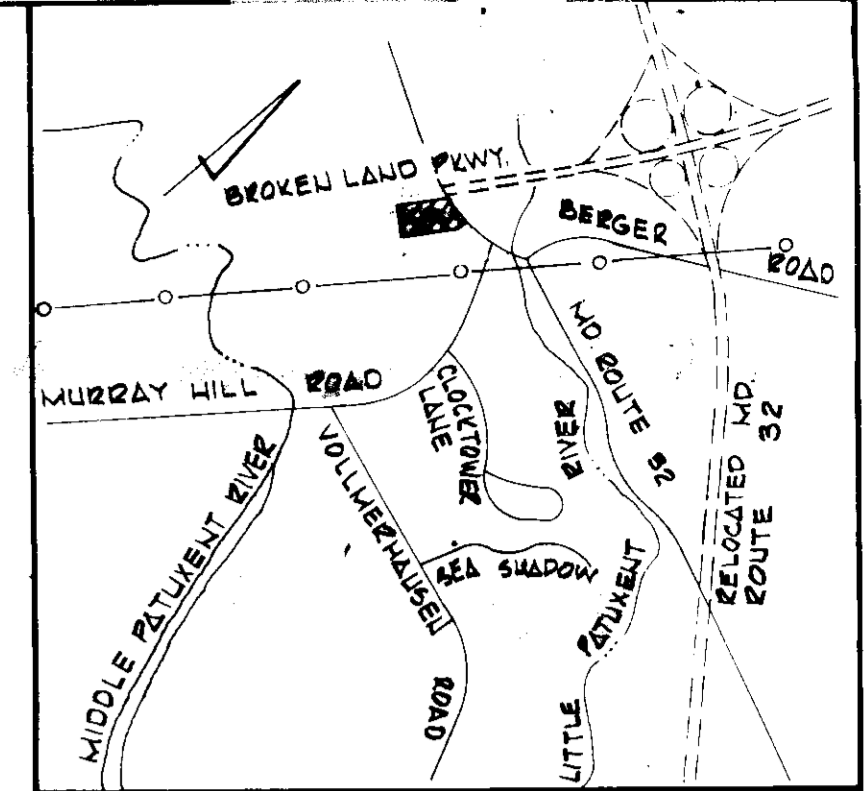 BROKEN LAND PKWY.
BERGER
ROAD
MURRAY HILL ROAD
CLOCKTOWER
LANE
RIVER
MD. ROUTE 32
RELOCATED MD.
ROUTE 32
VOLLMERHAUSEN
ROAD
SEA SHADOW
MIDDLE PATUXENT RIVER
LITTLE
PATUXENT